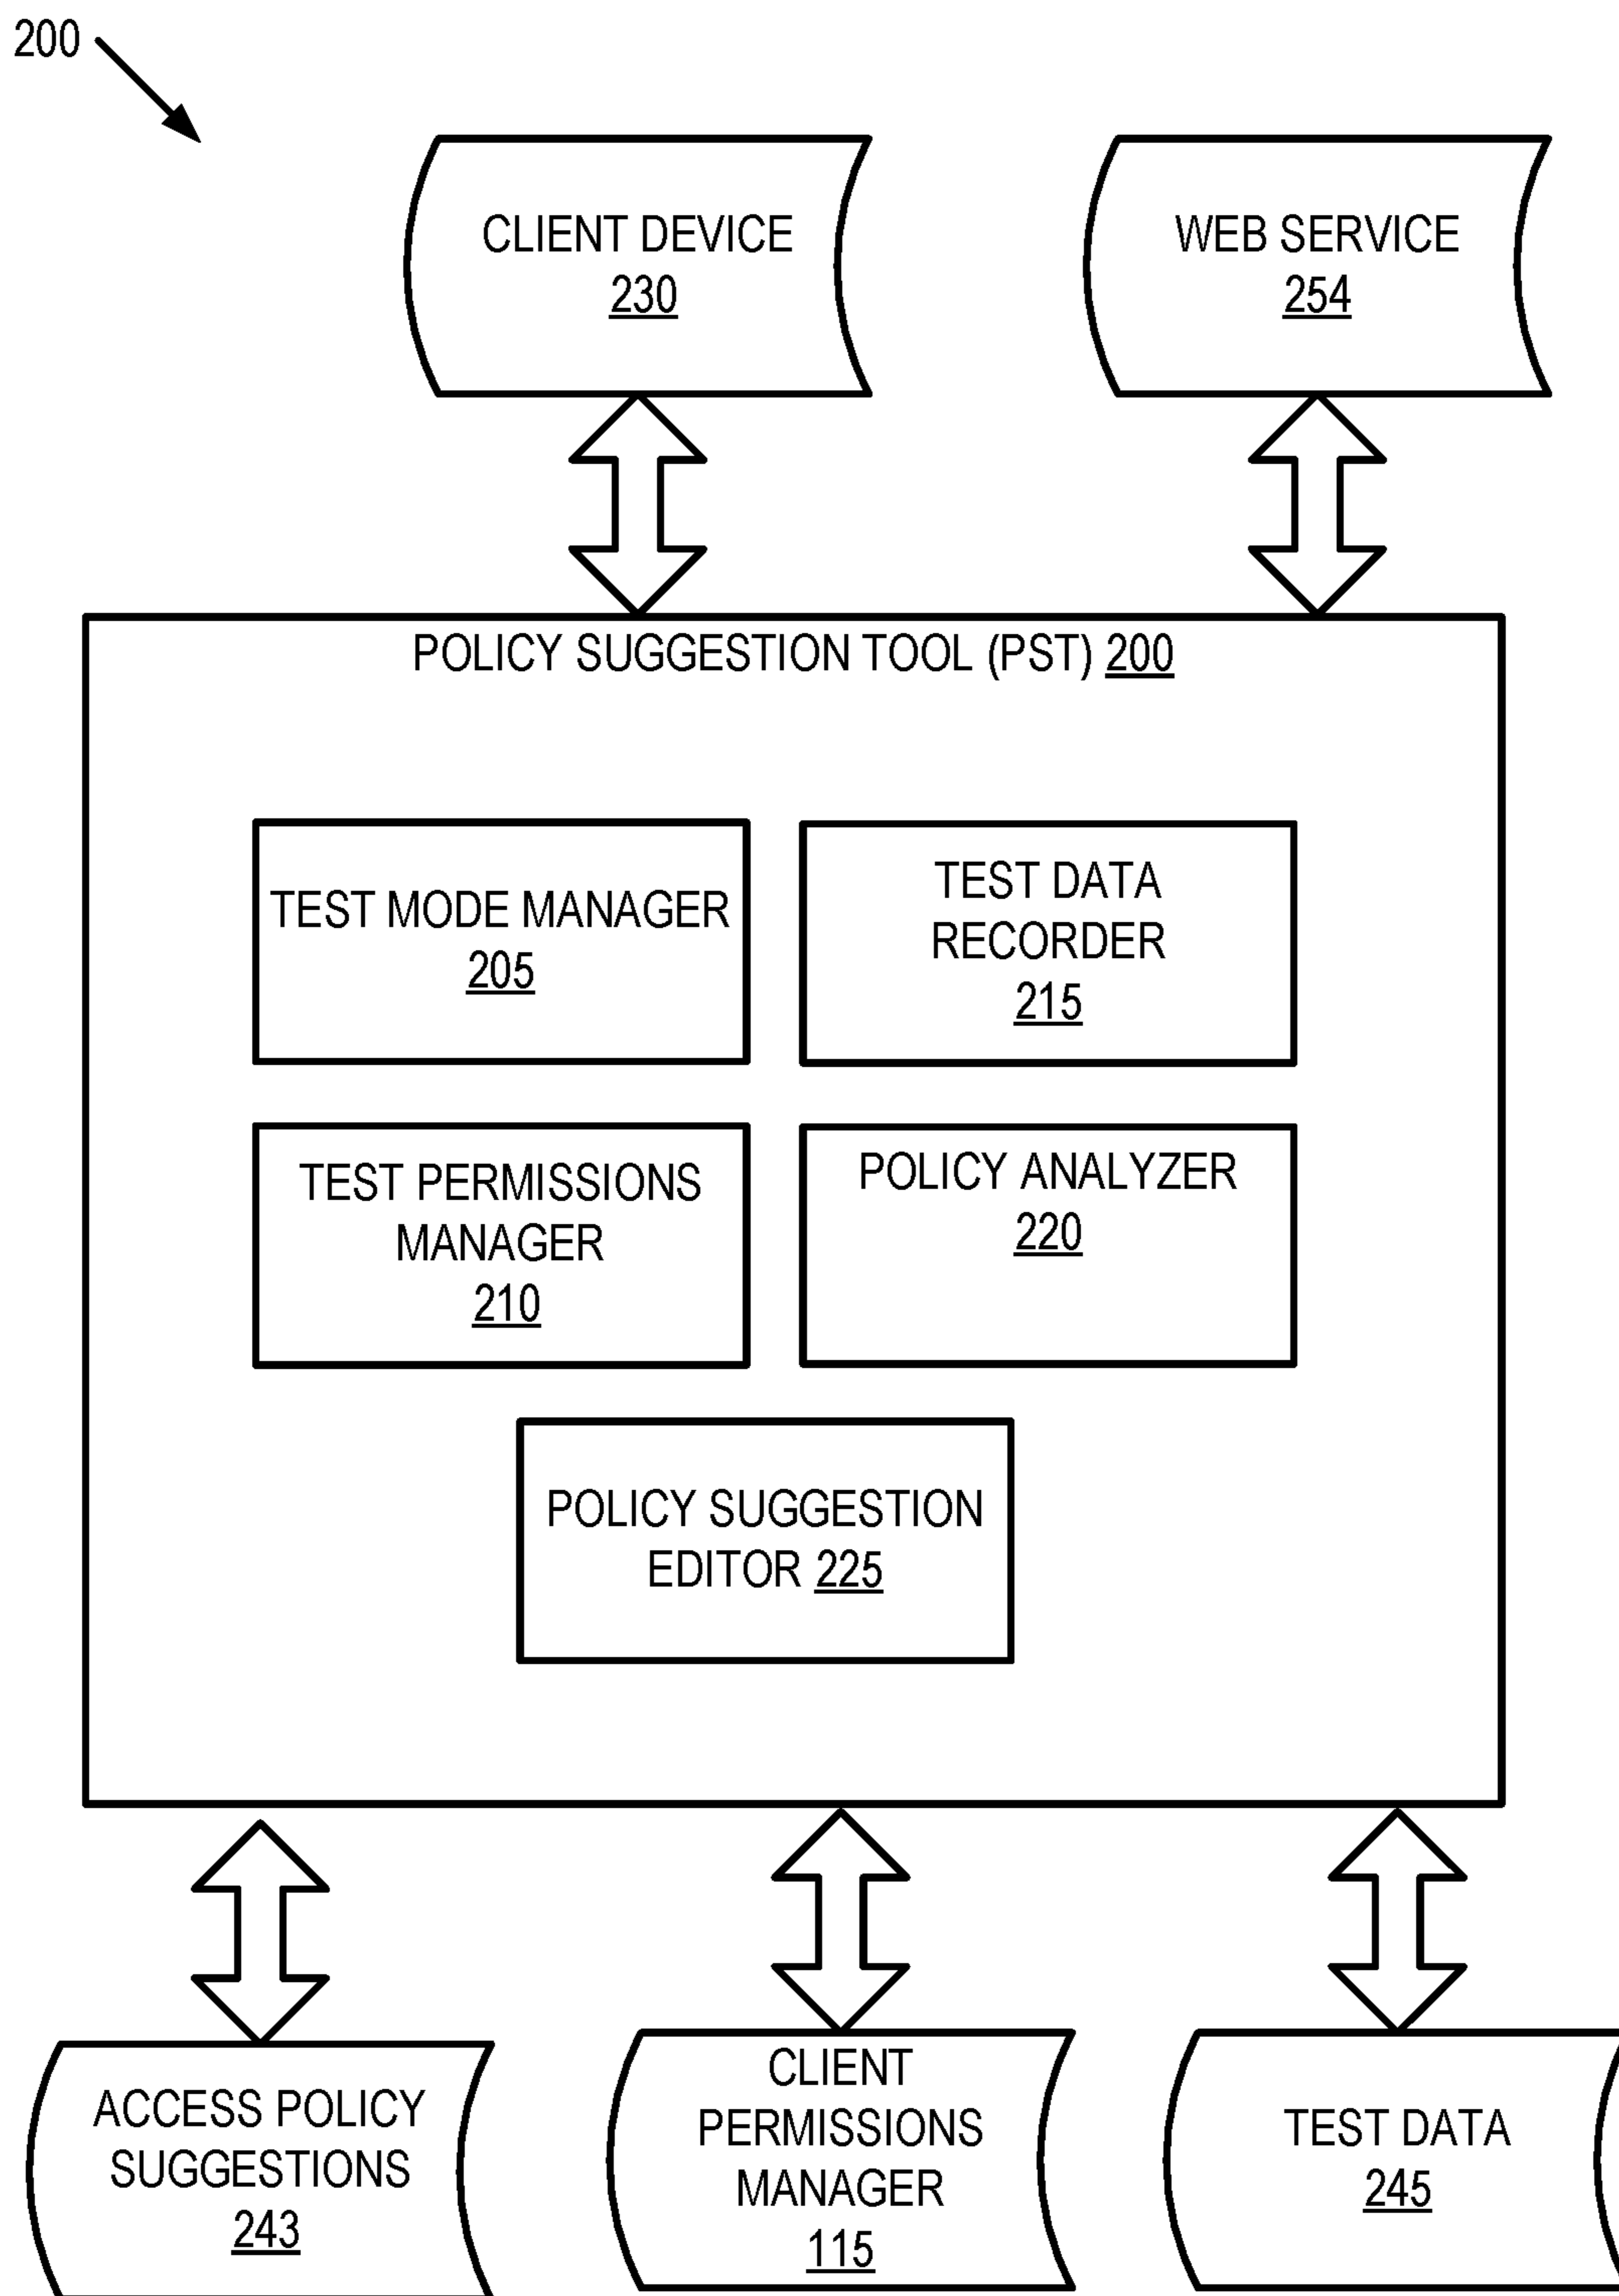 200
CLIENT DEVICE
230
WEB SERVICE
254
POLICY SUGGESTION TOOL (PST) 200
TEST MODE MANAGER
205
TEST DATA
RECORDER
215
TEST PERMISSIONS
MANAGER
210
POLICY ANALYZER
220
POLICY SUGGESTION
EDITOR 225
ACCESS POLICY
SUGGESTIONS
243
CLIENT
PERMISSIONS
MANAGER
115
TEST DATA
245